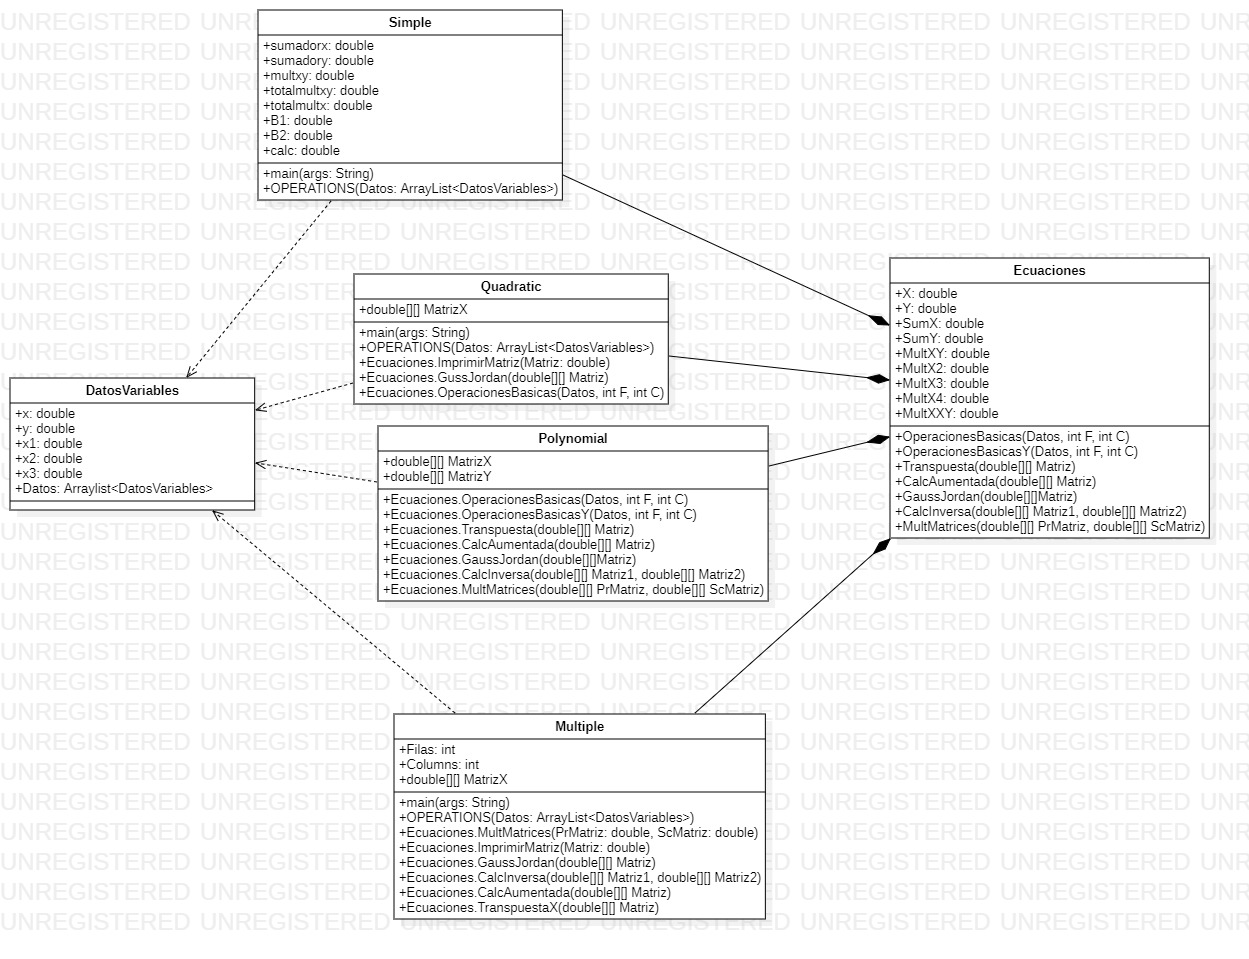 Simple
+sumadorx: double
+sumadory: double
+multxy: double
+totalmultxy: double
+totalmultx: double
+B1: double
+B2: double
+calc: double
+main(args: String)
+OPERATIONS(Datos: ArrayList<DatosVariables>)
Quadratic
+double[][] MatrizX
+main(args: String)
+OPERATIONS(Datos: ArrayList<DatosVariables>)
+Ecuaciones.ImprimirMatriz(Matriz: double)
+Ecuaciones.GussJordan(double[][] Matriz)
+Ecuaciones.OperacionesBasicas(Datos, int F, int C)
Ecuaciones
+X: double
+Y: double
+SumX: double
+SumY: double
+MultXY: double
+MultX2: double
+MultX3: double
+MultX4: double
+MultXXY: double
+OperacionesBasicas(Datos, int F, int C)
+OperacionesBasicasY(Datos, int F, int C)
+Transpuesta(double[][] Matriz)
+CalcAumentada(double[][] Matriz)
+GaussJordan(double[][]Matriz)
+CalcInversa(double[][] Matriz1, double[][] Matriz2)
+MultMatrices(double[][] PrMatriz, double[][] ScMatriz)
DatosVariables
+x: double
+y: double
+x1: double
+x2: double
+x3: double
+Datos: Arraylist<DatosVariables>
Polynomial
+double[][] MatrizX
+double[][] MatrizY
+Ecuaciones.OperacionesBasicas(Datos, int F, int C)
+Ecuaciones.OperacionesBasicasY(Datos, int F, int C)
+Ecuaciones.Transpuesta(double[][] Matriz)
+Ecuaciones.CalcAumentada(double[][] Matriz)
+Ecuaciones.GaussJordan(double[][]Matriz)
+Ecuaciones.CalcInversa(double[][] Matriz1, double[][] Matriz2)
+Ecuaciones.MultMatrices(double[][] PrMatriz, double[][] ScMatriz)
Multiple
+Filas: int
+Columns: int
+double[][] MatrizX
+main(args: String)
+OPERATIONS(Datos: ArrayList<DatosVariables>)
+Ecuaciones.MultMatrices(PrMatriz: double, ScMatriz: double)
+Ecuaciones.ImprimirMatriz(Matriz: double)
+Ecuaciones.GaussJordan(double[][] Matriz)
+Ecuaciones.CalcInversa(double[][] Matriz1, double[][] Matriz2)
+Ecuaciones.CalcAumentada(double[][] Matriz)
+Ecuaciones.TranspuestaX(double[][] Matriz)
UNREGISTERED